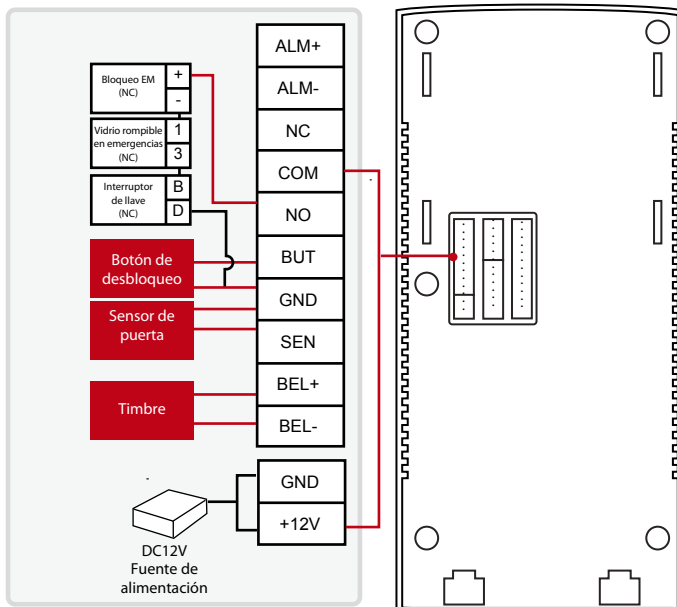 Bloqueo EM
(NC)
+
-
Vidrio rompible
en emergencias
(NC)
1
3
Interruptor
de llave
(NC)
B
D
Botón de
desbloqueo
Sensor de
puerta
Timbre
ALM+
ALM-
NC
COM
NO
BUT
GND
SEN
BEL+
BEL-
GND
+12V
DC12V
Fuente de
alimentación